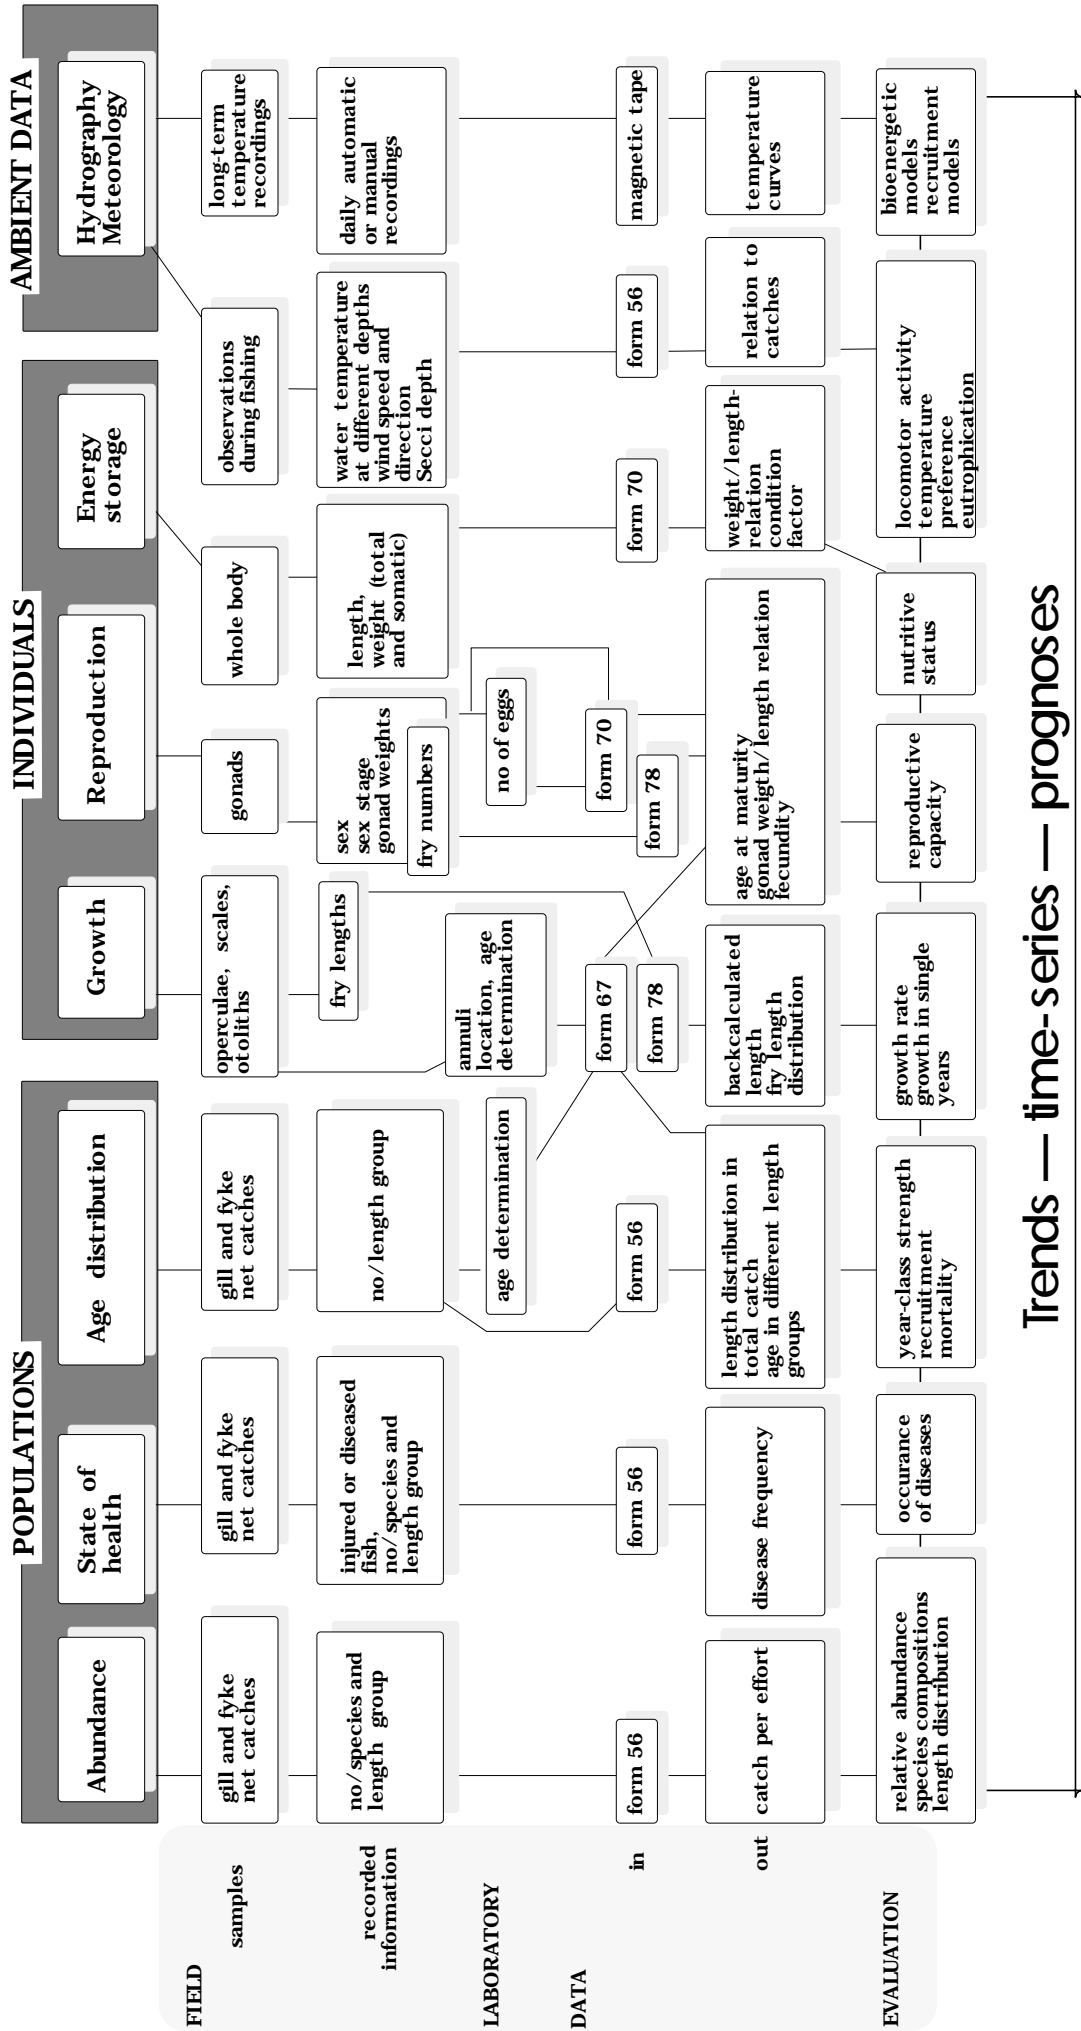 POPULATIONS
INDIVIDUALS
AMBIENT DATA
Abundance
State of
health
Age distribution
Growth
Reproduction
Energy
storage
Hydrography
Meteorology
FIELD
samples
gill and fyke
net catches
gill and fyke
net catches
gill and fyke
net catches
operculae, scales,
otoliths
gonads
whole body
observations
during fishing
long-term
temperature
recordings
recorded
information
no/species and
length group
injured or diseased
fish,
no/species and
length group
no/length group
fry lengths
sex
sex stage
gonad weights
fry numbers
length,
weight (total
and somatic)
water temperature
at different depths
wind speed and
direction
Secci depth
daily automatic
or manual
recordings
LABORATORY
age determination
annuli
location, age
determination
no of eggs
DATA
in
form 56
form 56
form 56
form 67
form 78
form 70
form 78
form 70
form 56
magnetic tape
out
catch per effort
disease frequency
length distribution in
total catch
age in different length
groups
backcalculated
length
fry length
distribution
age at maturity
gonad weigth/length relation
fecundity
weight/length-
relation
condition
factor
relation to
catches
temperature
curves
EVALUATION
relative abundance
species compositions
length distribution
occurance
of diseases
year-class strength
recruitment
mortality
growth rate
growth in single
years
reproductive
capacity
nutritive
status
locomotor activity
temperature
preference
eutrophication
bioenergetic
models
recruitment
models
Trends — time-series — prognoses